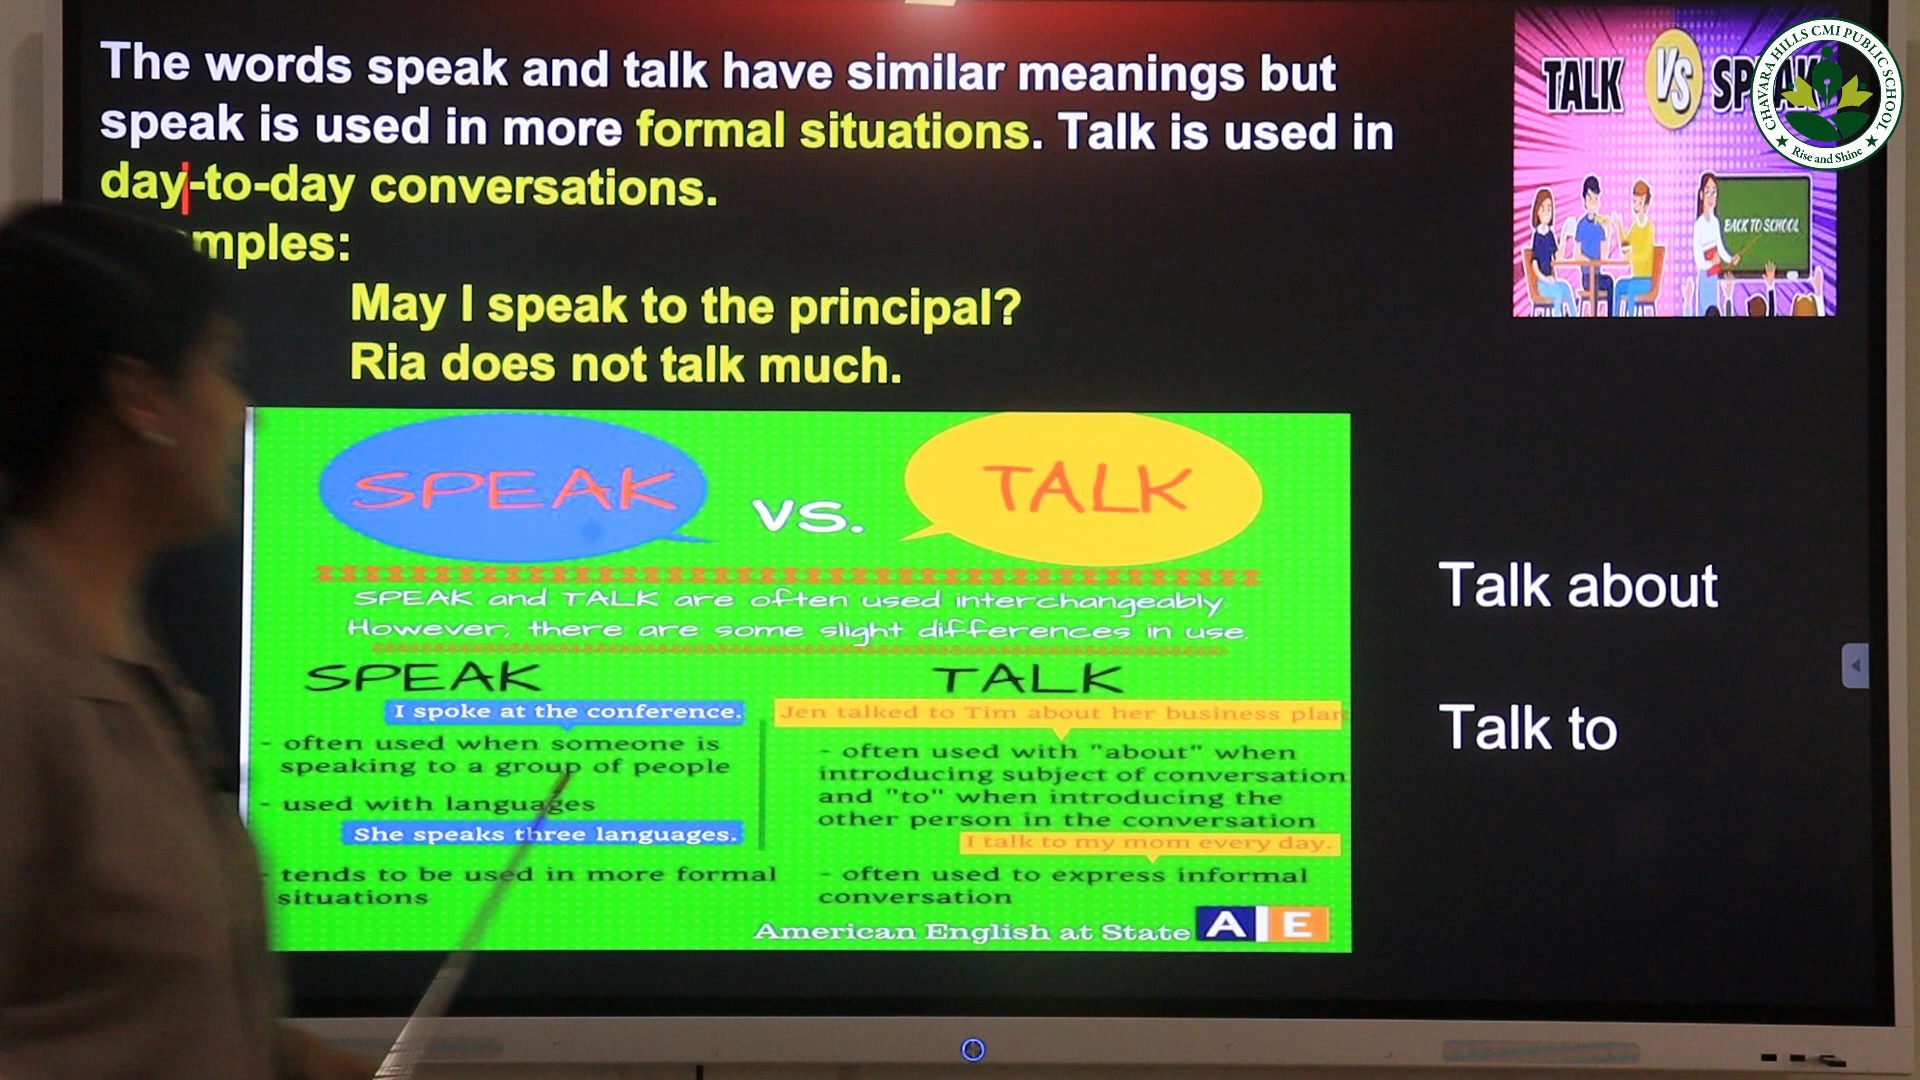 The words speak and talk have similar meanings but
speak is used in more formal situations. Talk is used in
day-to-day conversations.
mples:
May I speak to the principal?
Ria does not talk much.
TALK VS SPEAK
BACK TO SCHOOL
CHAVARA HILLS CMI PUBLIC SCHOOL
Rise and Shine
SPEAK vs. TALK
SPEAK and TALK are often used interchangeably.
However, there are some slight differences in use.
SPEAK
I spoke at the conference.
- often used when someone is
speaking to a group of people
- used with languages
She speaks three languages.
- tends to be used in more formal
situations
TALK
Jen talked to Tim about her business plan
- often used with "about" when
introducing subject of conversation
and "to" when introducing the
other person in the conversation
I talk to my mom every day.
- often used to express informal
conversation
American English at State A E
Talk about
Talk to